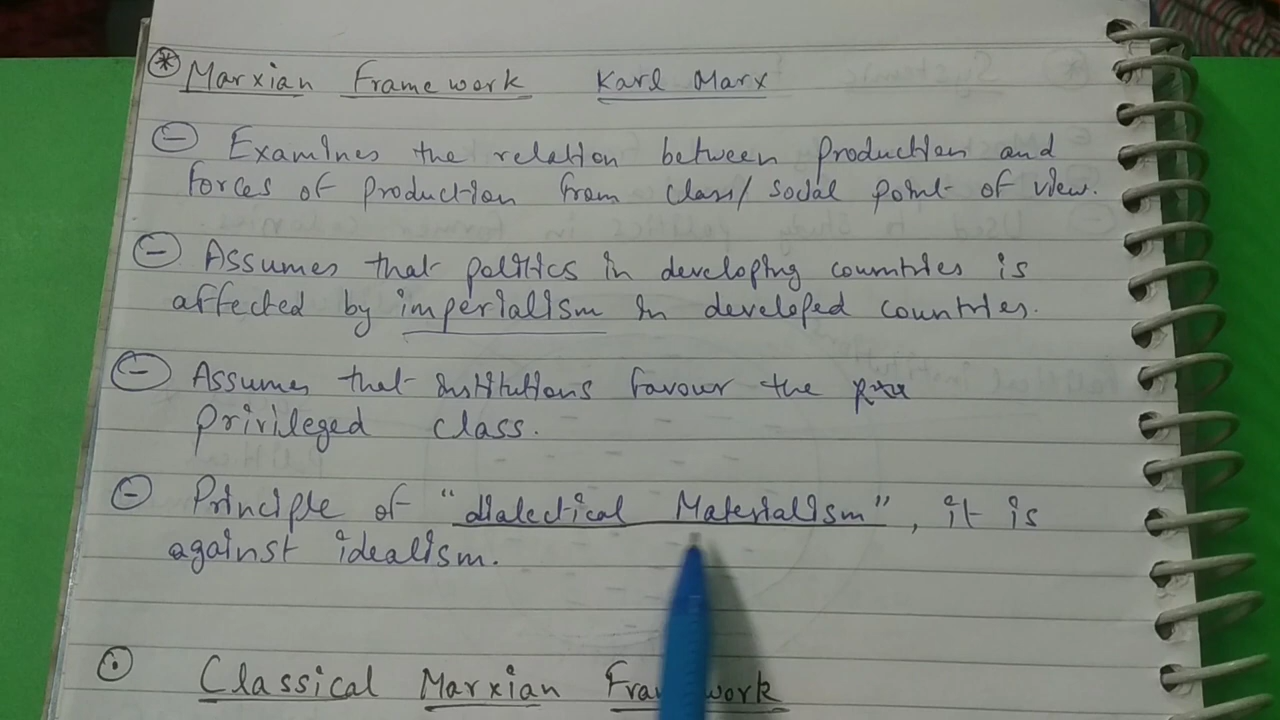 * Marxian Framework Karl Marx
- Examines the relation between production and
forces of production from class/ social point of view.
- Assumes that politics in developing countries is
affected by imperialism in developed countries.
- Assumes that institutions favour the
privileged class.
- Principle of "dialectical Materialism", it is
against idealism.
Classical Marxian Framework